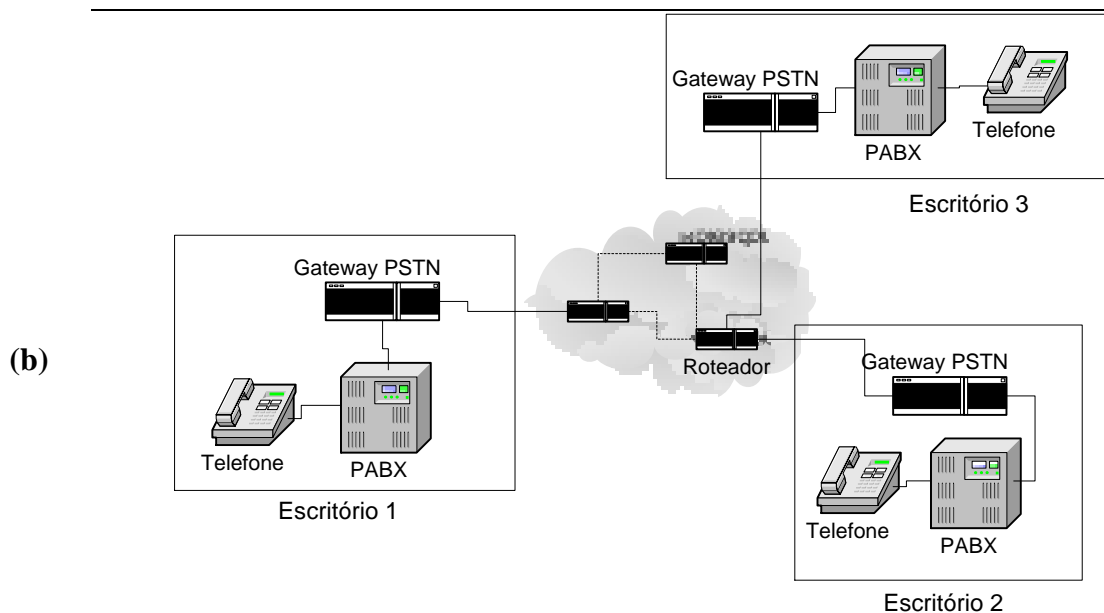 Gateway PSTN
PABX
Telefone
Escritório 3
Gateway PSTN
Telefone
PABX
Escritório 1
(b)
Roteador
Gateway PSTN
Telefone
PABX
Escritório 2